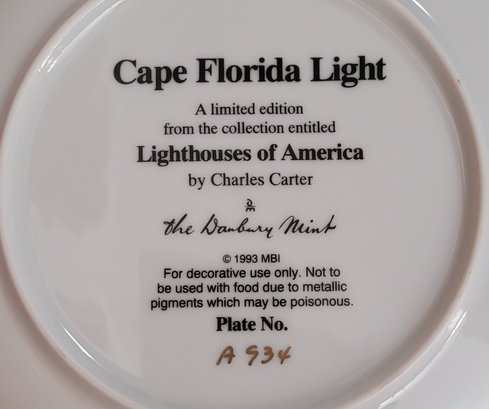 Cape Florida Light
A limited edition
from the collection entitled
Lighthouses of America
by Charles Carter
the Danbury Mint
© 1993 MBI
For decorative use only. Not to
be used with food due to metallic
pigments which may be poisonous.
Plate No.
A 934